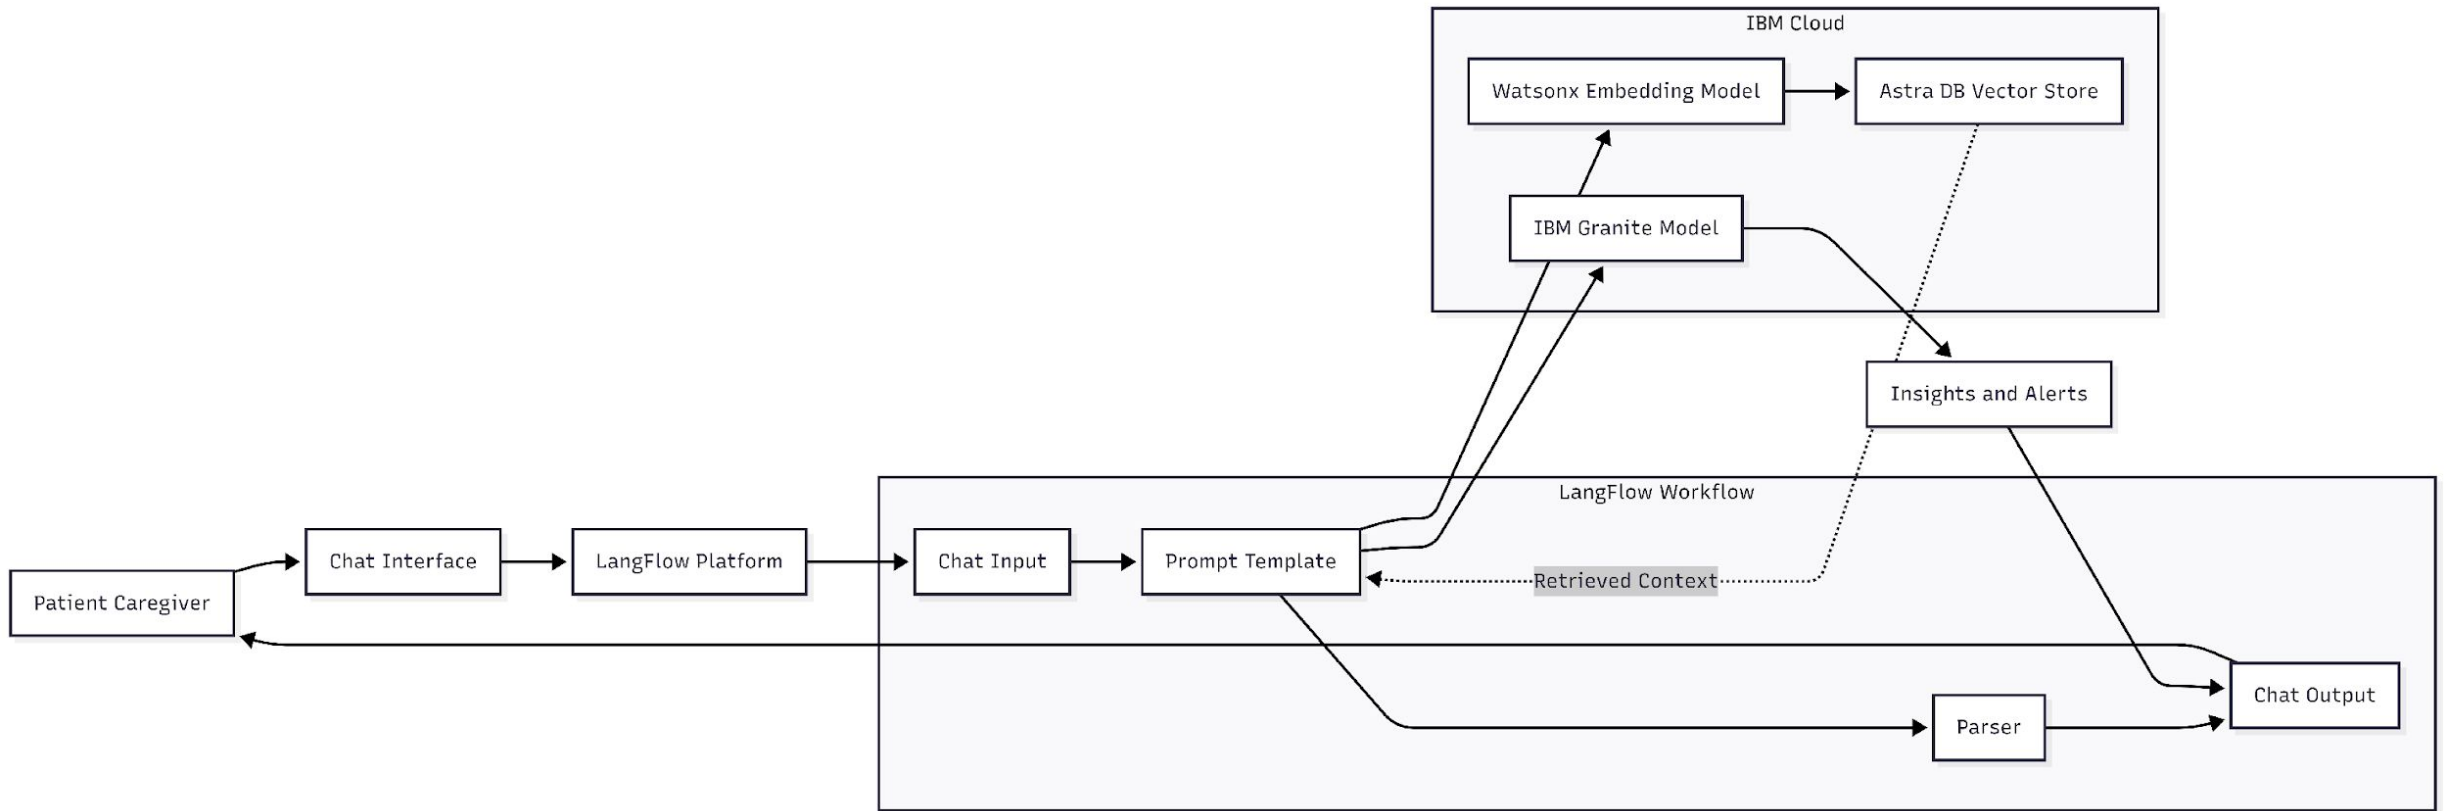 IBM Cloud
Watsonx Embedding Model
Astra DB Vector Store
IBM Granite Model
Insights and Alerts
LangFlow Workflow
Patient Caregiver
Chat Interface
LangFlow Platform
Chat Input
Prompt Template
Retrieved Context
Parser
Chat Output